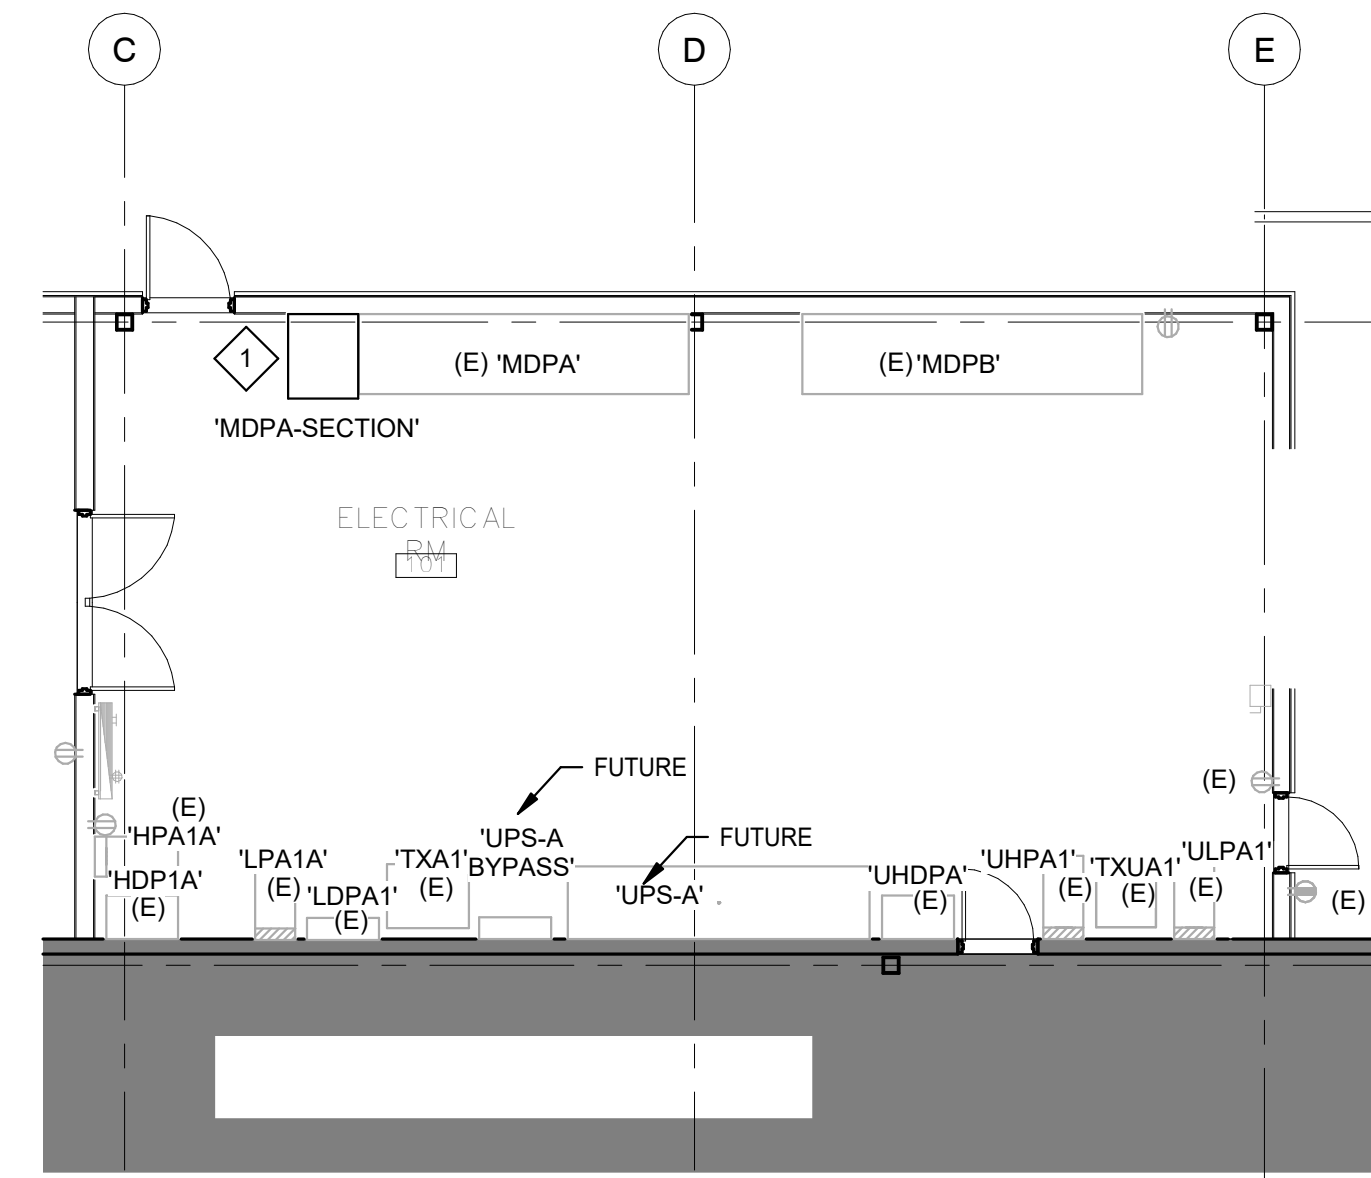 C
D
E
1
(E) 'MDPA'
(E) 'MDPB'
'MDPA-SECTION'
ELECTRICAL
RM
101
FUTURE
(E)
(E)
'HPA1A'
'UPS-A
BYPASS'
FUTURE
'HDP1A'
(E)
'LPA1A'
(E)
'LDPA1'
(E)
'TXA1'
(E)
'UPS-A'
'UHDPA'
(E)
'UHPA1'
(E)
'TXUA1'
(E)
'ULPA1'
(E)
(E)